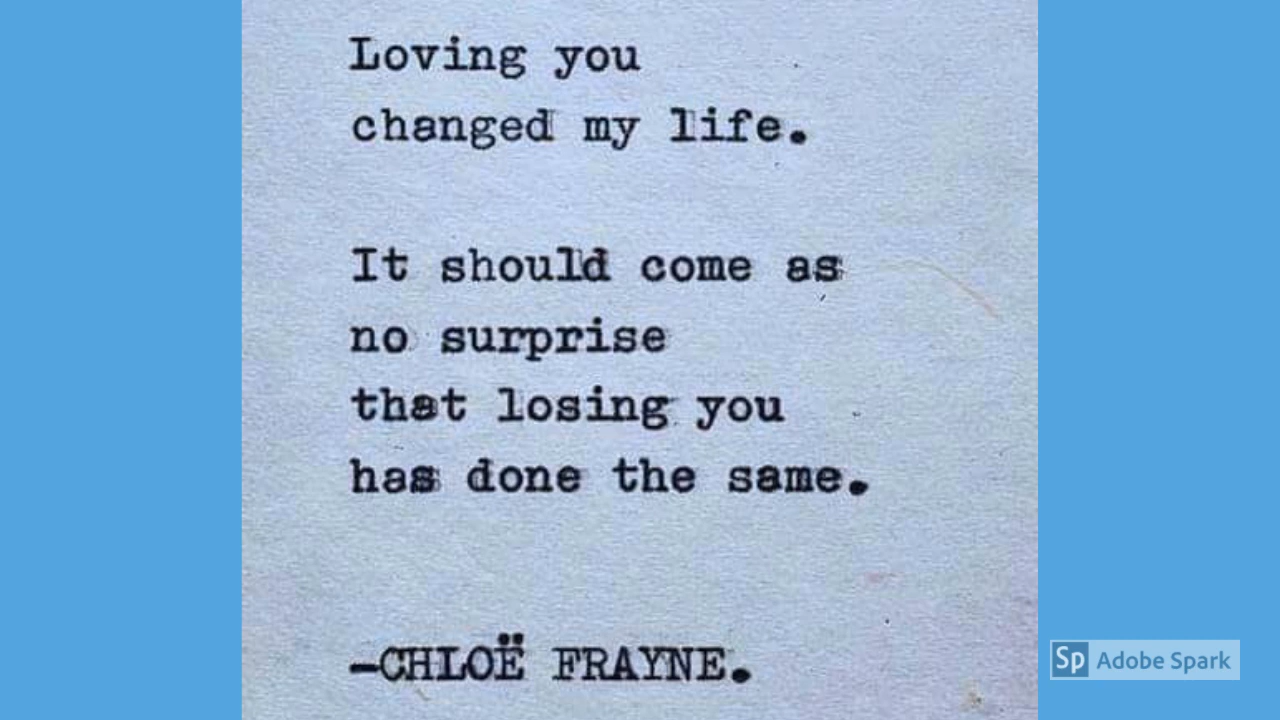 Loving you
changed my life.
It should come as
no surprise
that losing you
has done the same.
-CHLOË FRAYNE.
Sp Adobe Spark